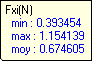 Fxi(N)
min : 0.393454
max : 1.154139
moy : 0.674605